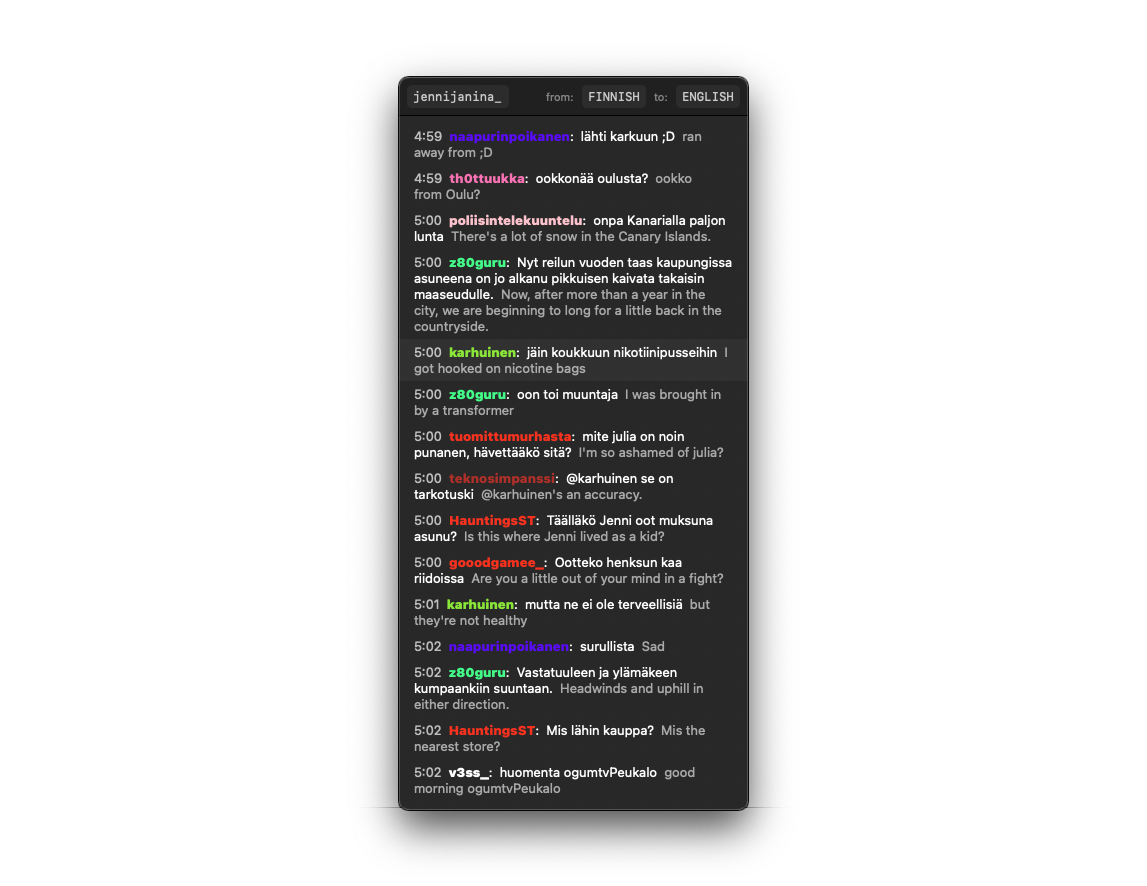 jennijanina_ from: FINNISH to: ENGLISH
4:59 naapurinpoikanen: lähti karkuun ;D ran
away from ;D
4:59 th0ttuukka: ookkonää oulusta? ookko
from Oulu?
5:00 poliisintelekuuntelu: onpa Kanarialla paljon
lunta There's a lot of snow in the Canary Islands.
5:00 z80guru: Nyt reilun vuoden taas kaupungissa
asuneena on jo alkanu pikkuisen kaivata takaisin
maaseudulle. Now, after more than a year in the
city, we are beginning to long for a little back in the
countryside.
5:00 karhuinen: jäin koukkuun nikotiinipusseihin I
got hooked on nicotine bags
5:00 z80guru: oon toi muuntaja I was brought in
by a transformer
5:00 tuomittumurhasta: mite julia on noin
punanen, hävettääkö sitä? I'm so ashamed of julia?
5:00 teknosimpanssi: @karhuinen se on
tarkotuski @karhuinen's an accuracy.
5:00 HauntingsST: Täälläkö Jenni oot muksuna
asunu? Is this where Jenni lived as a kid?
5:00 gooodgamee_: Ootteko henksun kaa
riidoissa Are you a little out of your mind in a fight?
5:01 karhuinen: mutta ne ei ole terveellisiä but
they're not healthy
5:02 naapurinpoikanen: surullista Sad
5:02 z80guru: Vastatuuleen ja ylämäkeen
kumpaankiin suuntaan. Headwinds and uphill in
either direction.
5:02 HauntingsST: Mis lähin kauppa? Mis the
nearest store?
5:02 v3ss_: huomenta ogumtvPeukalo good
morning ogumtvPeukalo